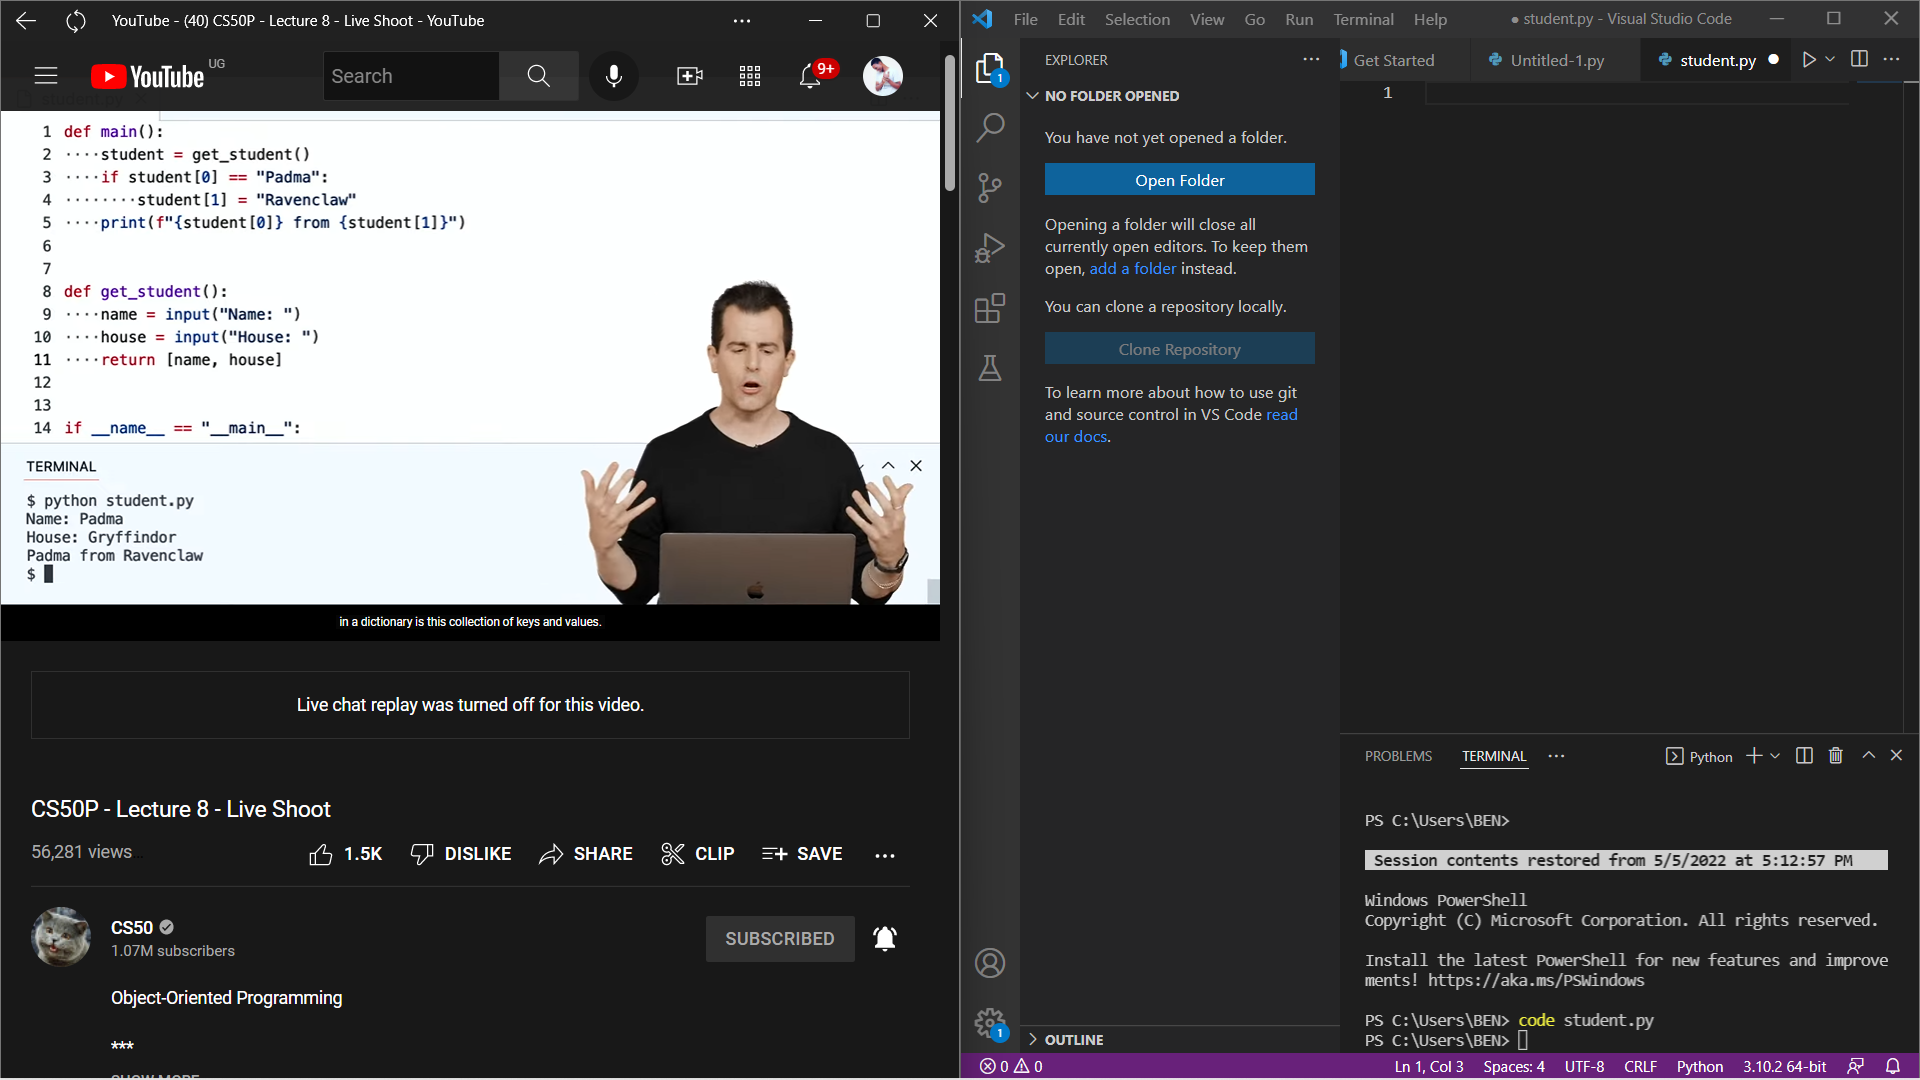 YouTube - (40) CS50P - Lecture 8 - Live Shoot - YouTube
YouTube UG
Search
9+
1 def main():
2 ····student = get_student()
3 ····if student[0] == "Padma":
4 ········student[1] = "Ravenclaw"
5 ····print(f"{student[0]} from {student[1]}")
6
7
8 def get_student():
9 ····name = input("Name: ")
10 ····house = input("House: ")
11 ····return [name, house]
12
13
14 if __name__ == "__main__":
TERMINAL
$ python student.py
Name: Padma
House: Gryffindor
Padma from Ravenclaw
$
in a dictionary is this collection of keys and values.
Live chat replay was turned off for this video.
CS50P - Lecture 8 - Live Shoot
56,281 views
1.5K DISLIKE SHARE CLIP SAVE
CS50
1.07M subscribers
SUBSCRIBED
Object-Oriented Programming
***
SHOW MORE
File Edit Selection View Go Run Terminal Help
● student.py - Visual Studio Code
EXPLORER
Get Started
Untitled-1.py
student.py
1
1
NO FOLDER OPENED
You have not yet opened a folder.
Open Folder
Opening a folder will close all
currently open editors. To keep them
open, add a folder instead.
You can clone a repository locally.
Clone Repository
To learn more about how to use git
and source control in VS Code read
our docs.
OUTLINE
1
PROBLEMS TERMINAL
Python
PS C:\Users\BEN>
Session contents restored from 5/5/2022 at 5:12:57 PM
Windows PowerShell
Copyright (C) Microsoft Corporation. All rights reserved.
Install the latest PowerShell for new features and improve
ments! https://aka.ms/PSWindows
PS C:\Users\BEN> code student.py
PS C:\Users\BEN>
0 0
Ln 1, Col 3 Spaces: 4 UTF-8 CRLF Python 3.10.2 64-bit